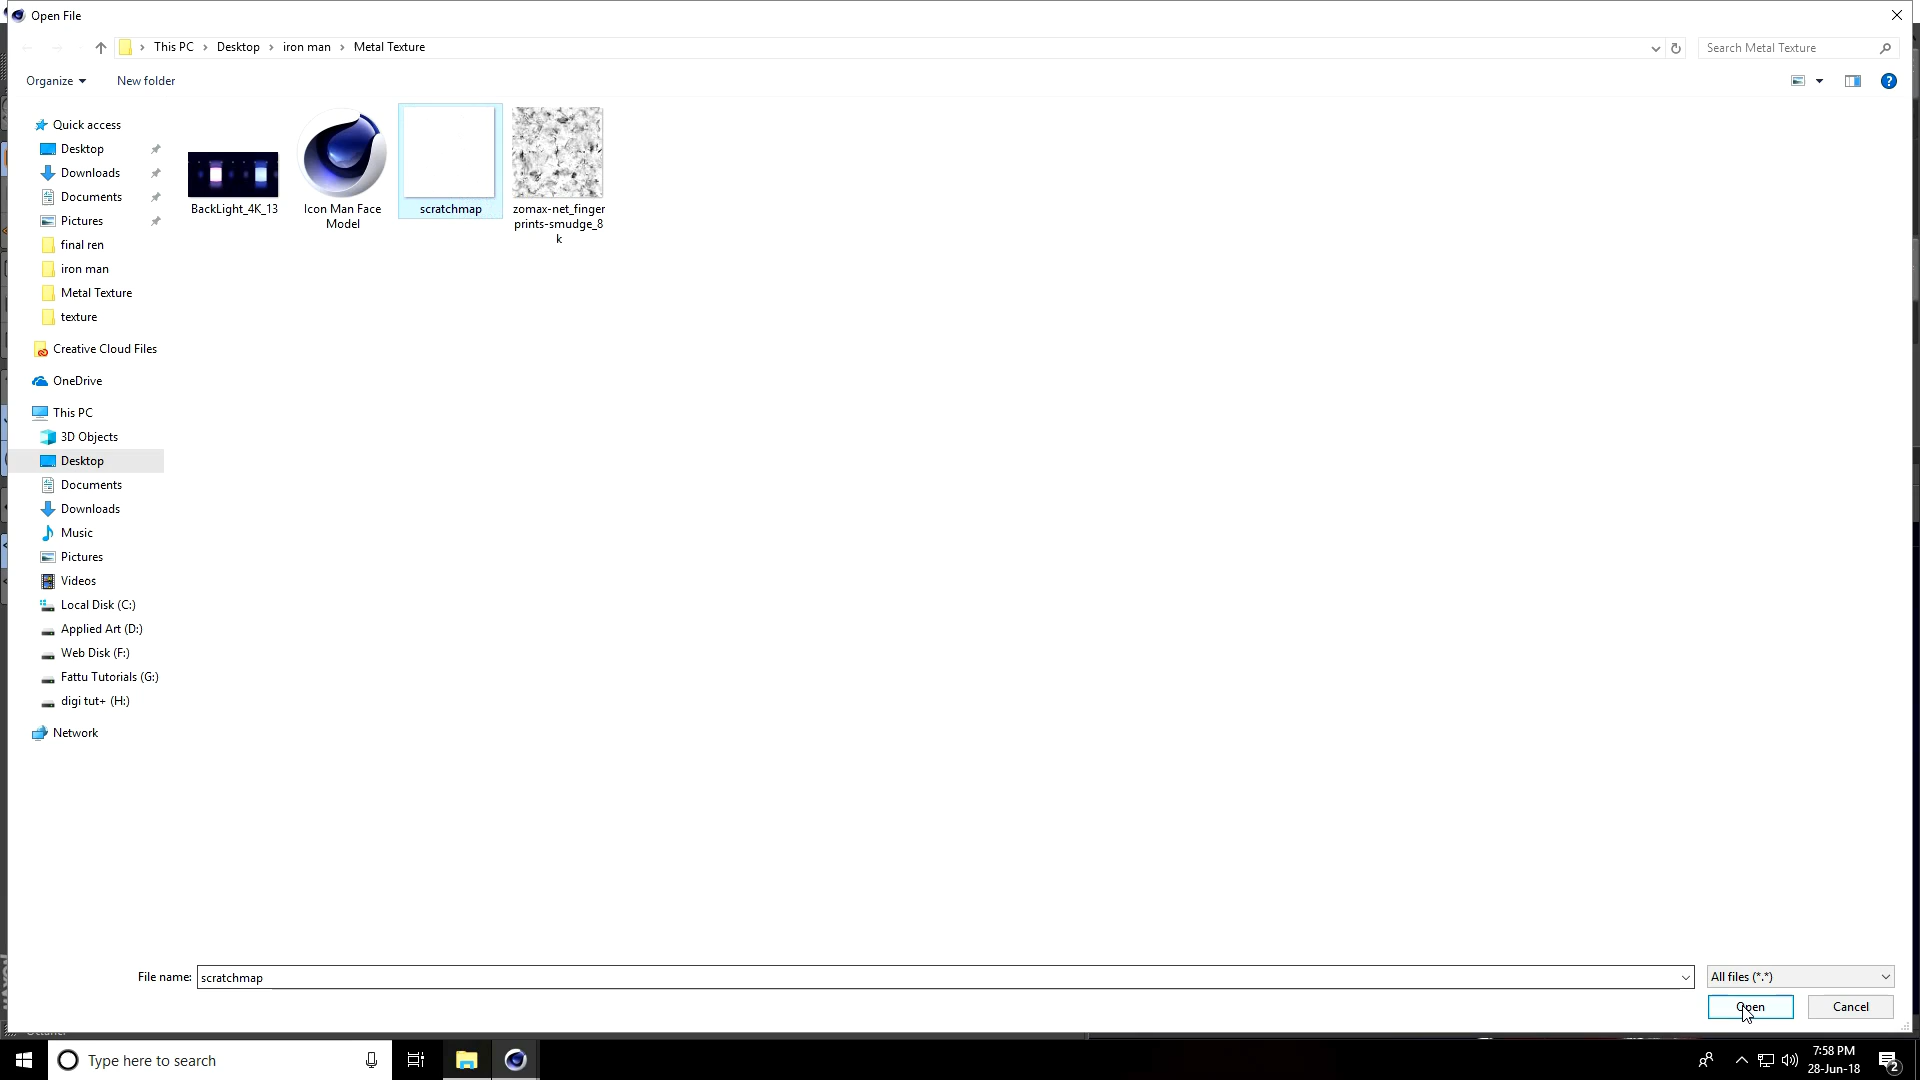 Open File
This PC
Desktop
iron man
Metal Texture
Search Metal Texture
Organize
New folder
Quick access
Desktop
Downloads
Documents
Pictures
final ren
iron man
Metal Texture
texture
Creative Cloud Files
OneDrive
This PC
3D Objects
Desktop
Documents
Downloads
Music
Pictures
Videos
Local Disk (C:)
Applied Art (D:)
Web Disk (F:)
Fattu Tutorials (G:)
digi tut+ (H:)
Network
BackLight_4K_13
Icon Man Face
Model
scratchmap
zomax-net_finger
prints-smudge_8
k
File name:
scratchmap
All files (*.*)
Open
Cancel
Type here to search
7:58 PM
28-Jun-18
2